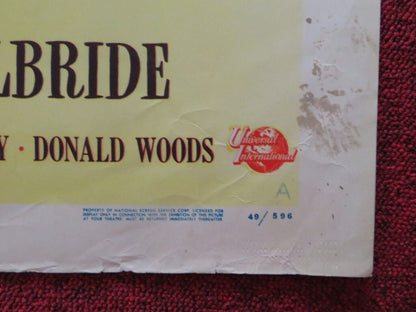 LBRIDE
Y · DONALD WOODS
Universal
International
A
PROPERTY OF NATIONAL SCREEN SERVICE CORP. LICENSED FOR
DISPLAY ONLY IN CONNECTION WITH THE EXHIBITION OF THIS PICTURE
AT YOUR THEATRE. MUST BE RETURNED IMMEDIATELY THEREAFTER.
49/596